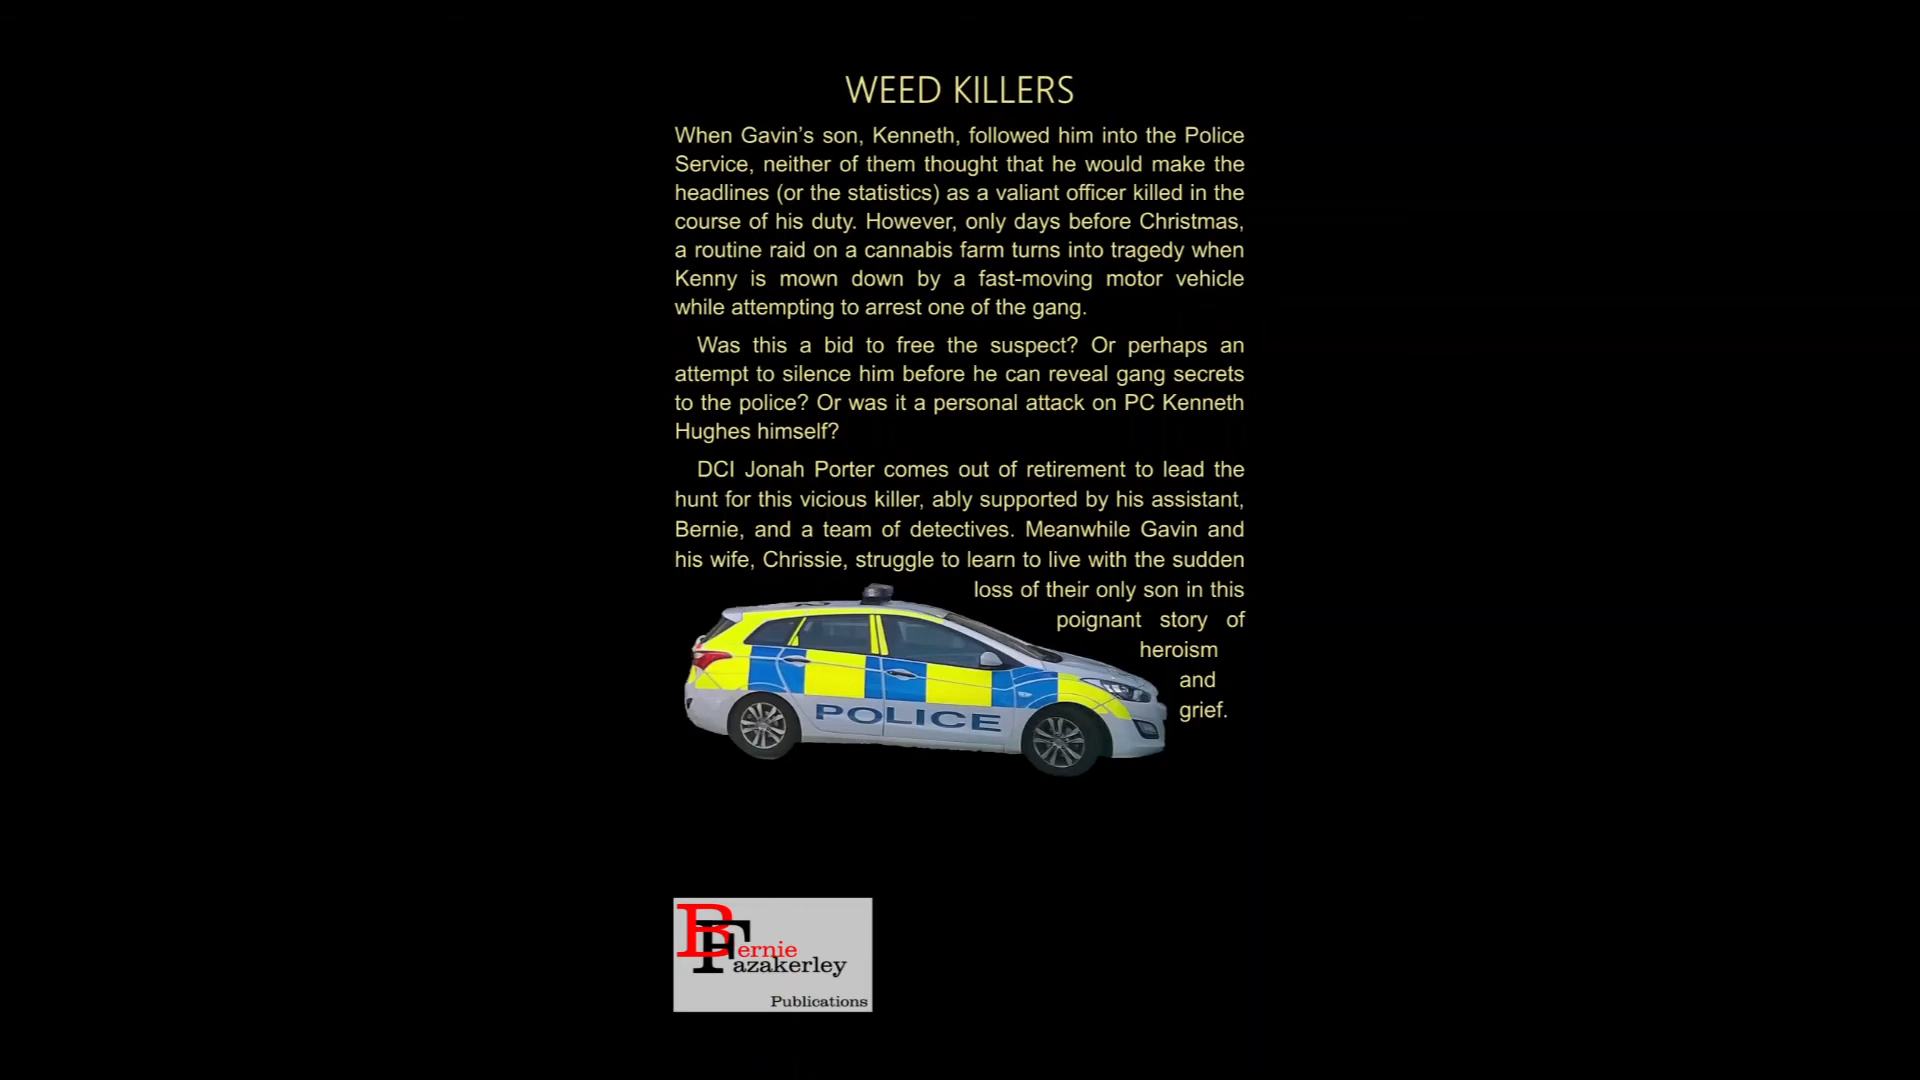 WEED KILLERS
When Gavin’s son, Kenneth, followed him into the Police
Service, neither of them thought that he would make the
headlines (or the statistics) as a valiant officer killed in the
course of his duty. However, only days before Christmas,
a routine raid on a cannabis farm turns into tragedy when
Kenny is mown down by a fast-moving motor vehicle
while attempting to arrest one of the gang.
Was this a bid to free the suspect? Or perhaps an
attempt to silence him before he can reveal gang secrets
to the police? Or was it a personal attack on PC Kenneth
Hughes himself?
DCI Jonah Porter comes out of retirement to lead the
hunt for this vicious killer, ably supported by his assistant,
Bernie, and a team of detectives. Meanwhile Gavin and
his wife, Chrissie, struggle to learn to live with the sudden
loss of their only son in this
poignant story of
heroism
and
grief.
POLICE
Bernie
Fazakerley
Publications